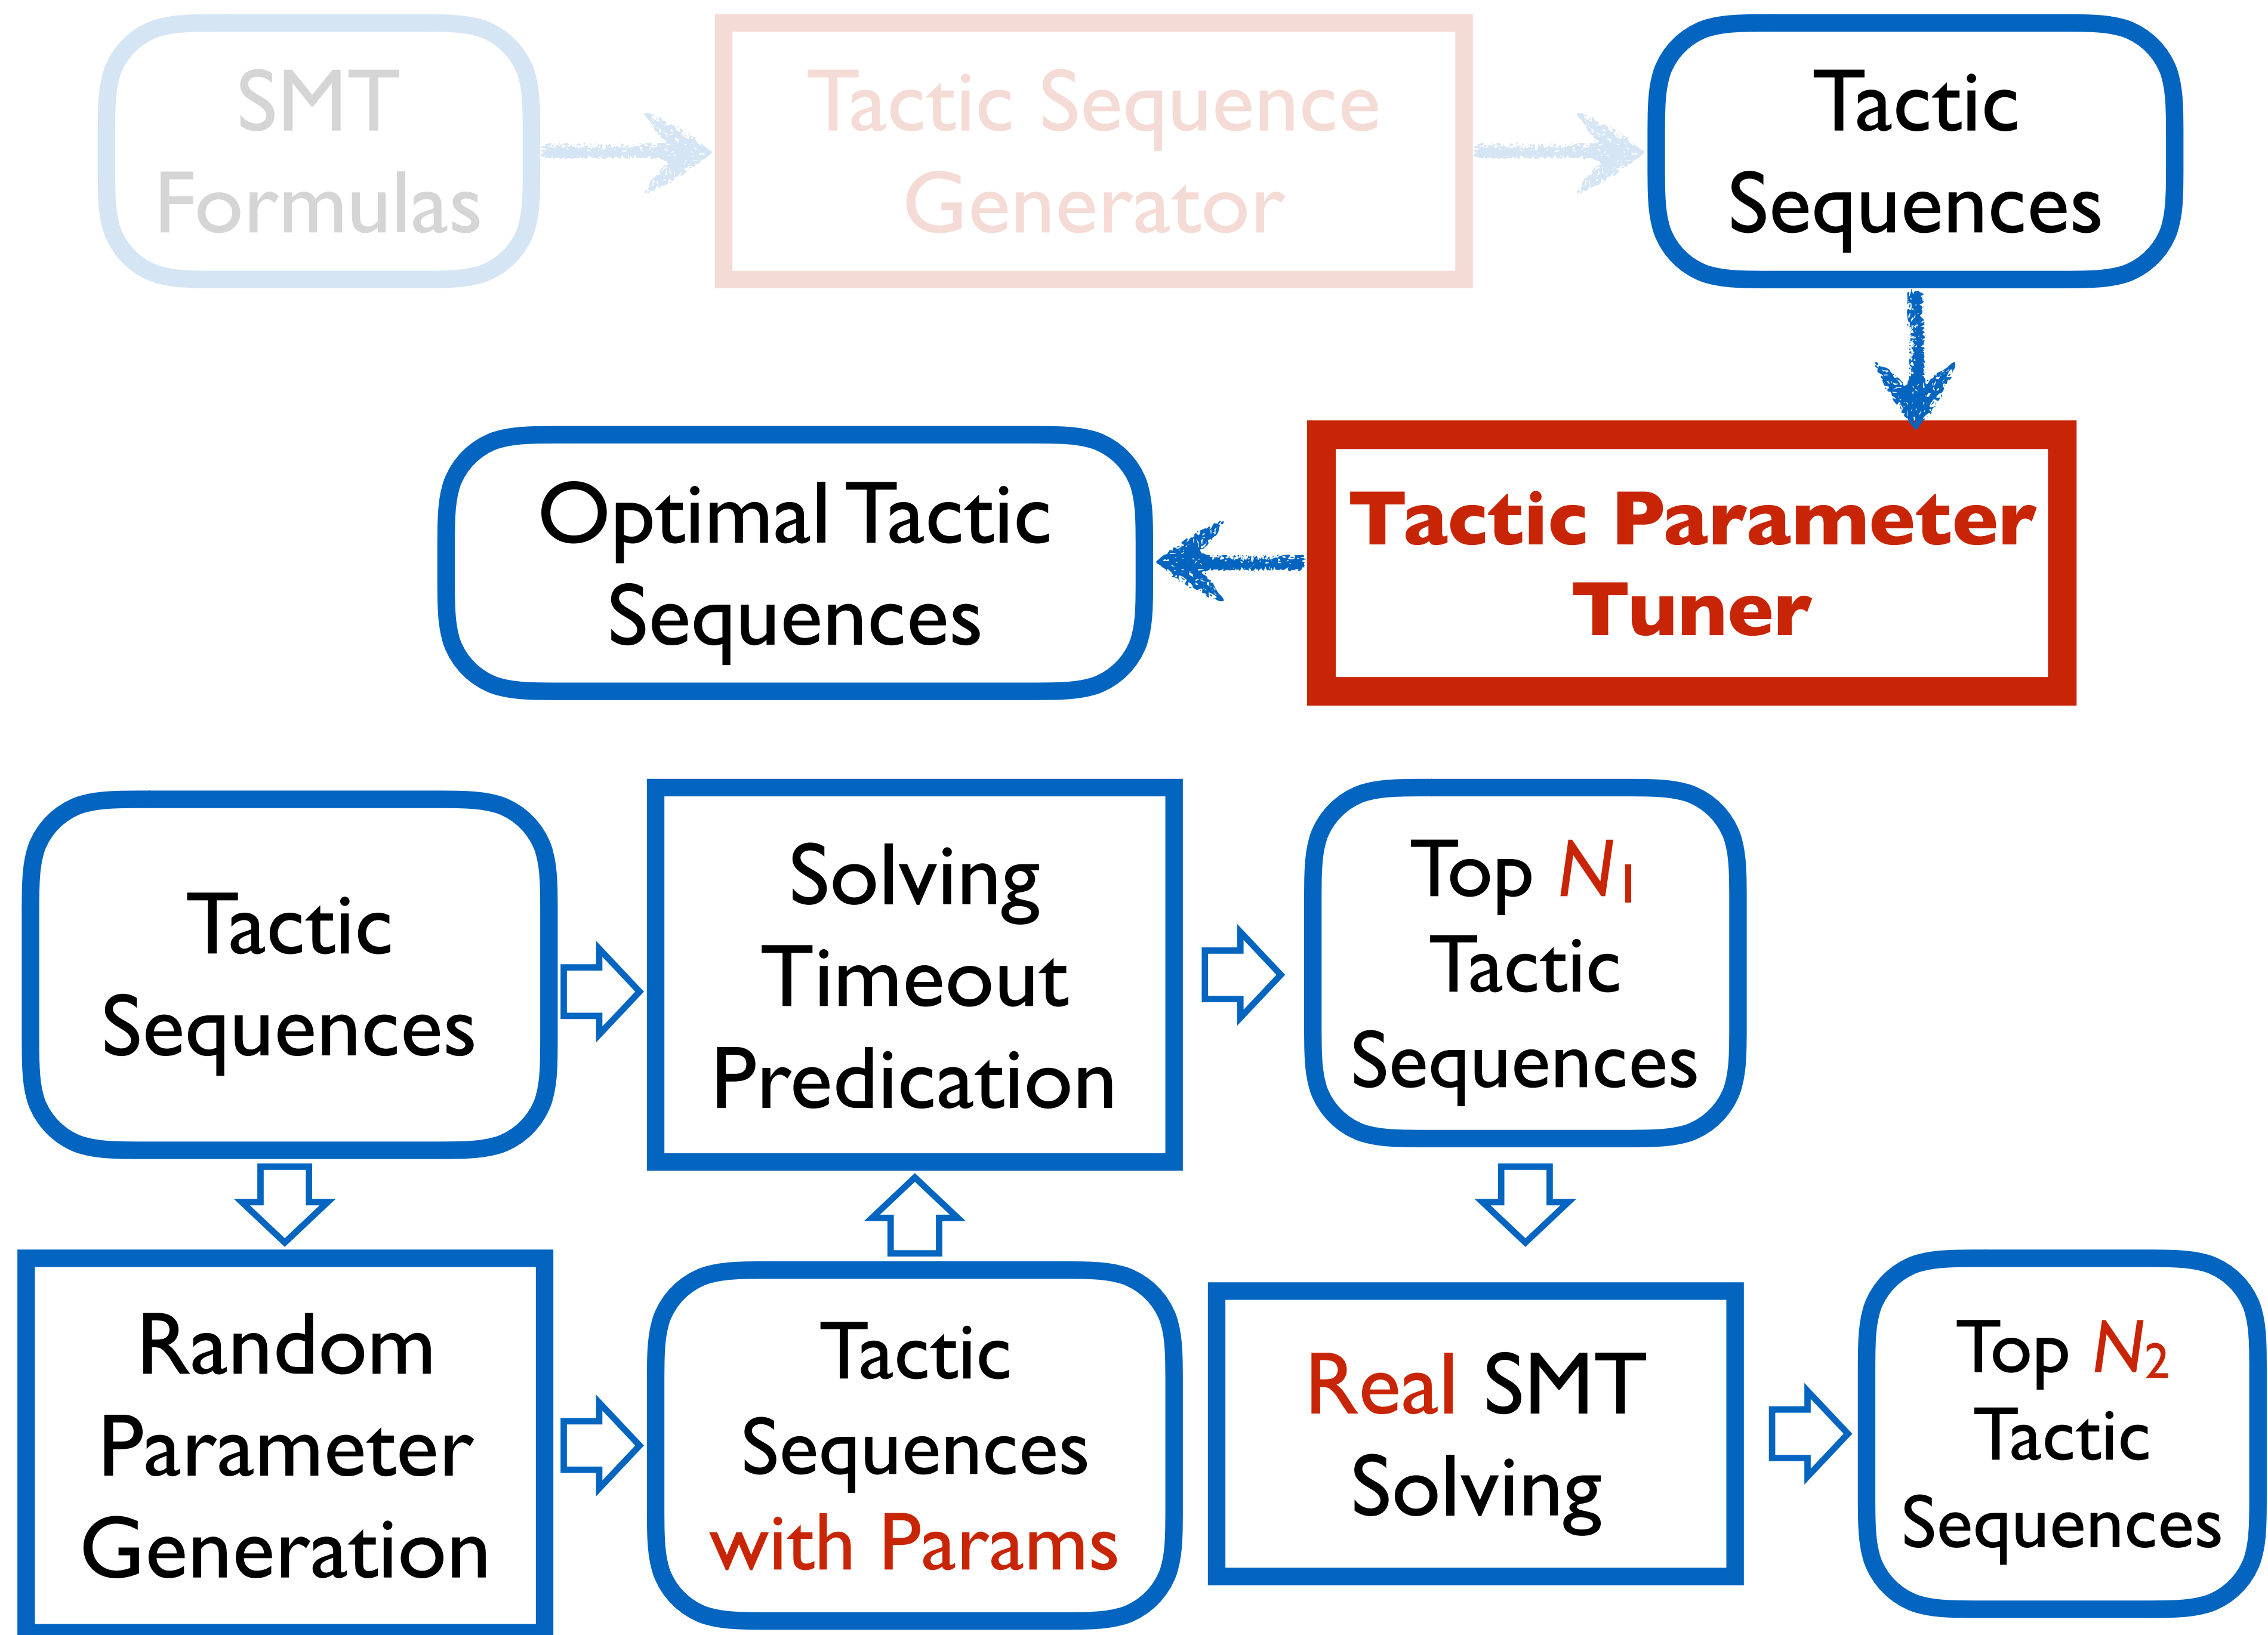 SMT
Formulas
Tactic Sequence
Generator
Tactic
Sequences
Optimal Tactic
Sequences
Tactic Parameter
Tuner
Tactic
Sequences
Solving
Timeout
Predication
Top N1
Tactic
Sequences
Random
Parameter
Generation
Tactic
Sequences
with Params
Real SMT
Solving
Top N2
Tactic
Sequences